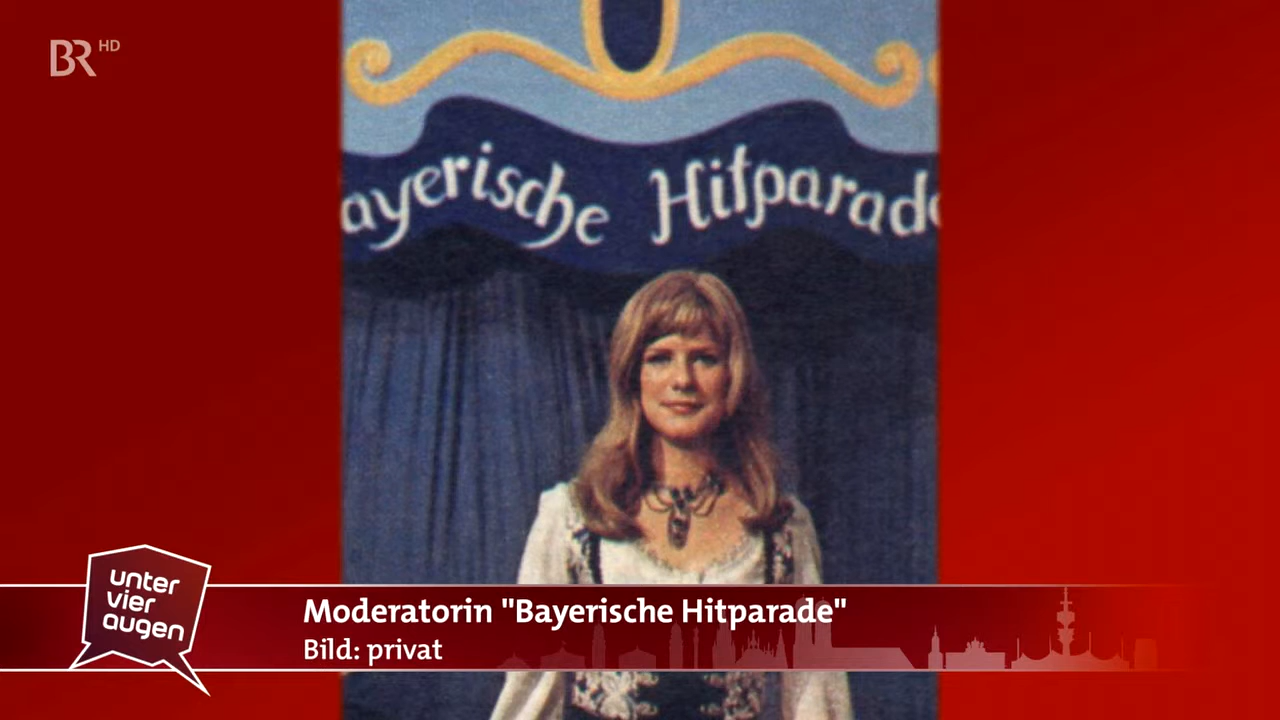 BR HD
ayerische Hitparade
unter
vier
augen
Moderatorin "Bayerische Hitparade"
Bild: privat